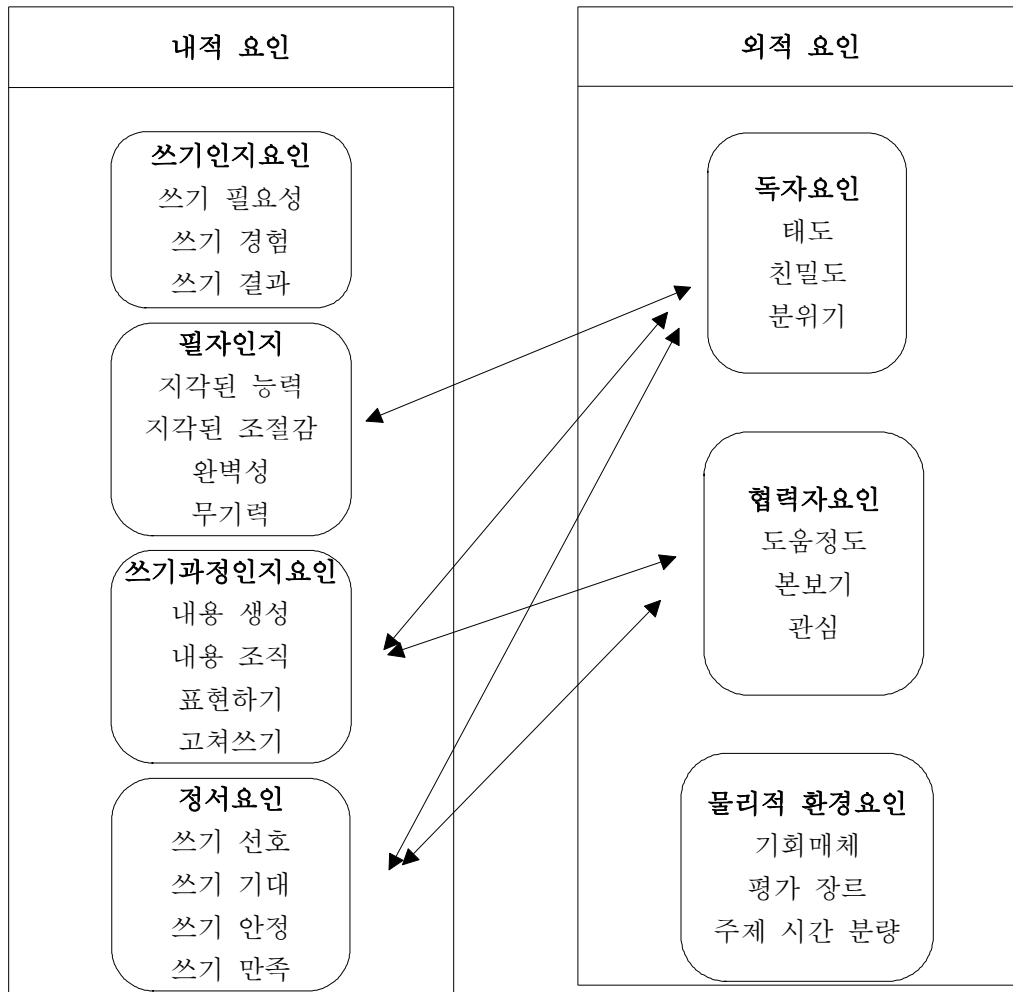 내적 요인
쓰기인지요인
쓰기 필요성
쓰기 경험
쓰기 결과
필자인지
지각된 능력
지각된 조절감
완벽성
무기력
쓰기과정인지요인
내용 생성
내용 조직
표현하기
고쳐쓰기
정서요인
쓰기 선호
쓰기 기대
쓰기 안정
쓰기 만족
외적 요인
독자요인
태도
친밀도
분위기
협력자요인
도움정도
본보기
관심
물리적 환경요인
기회매체
평가 장르
주제 시간 분량